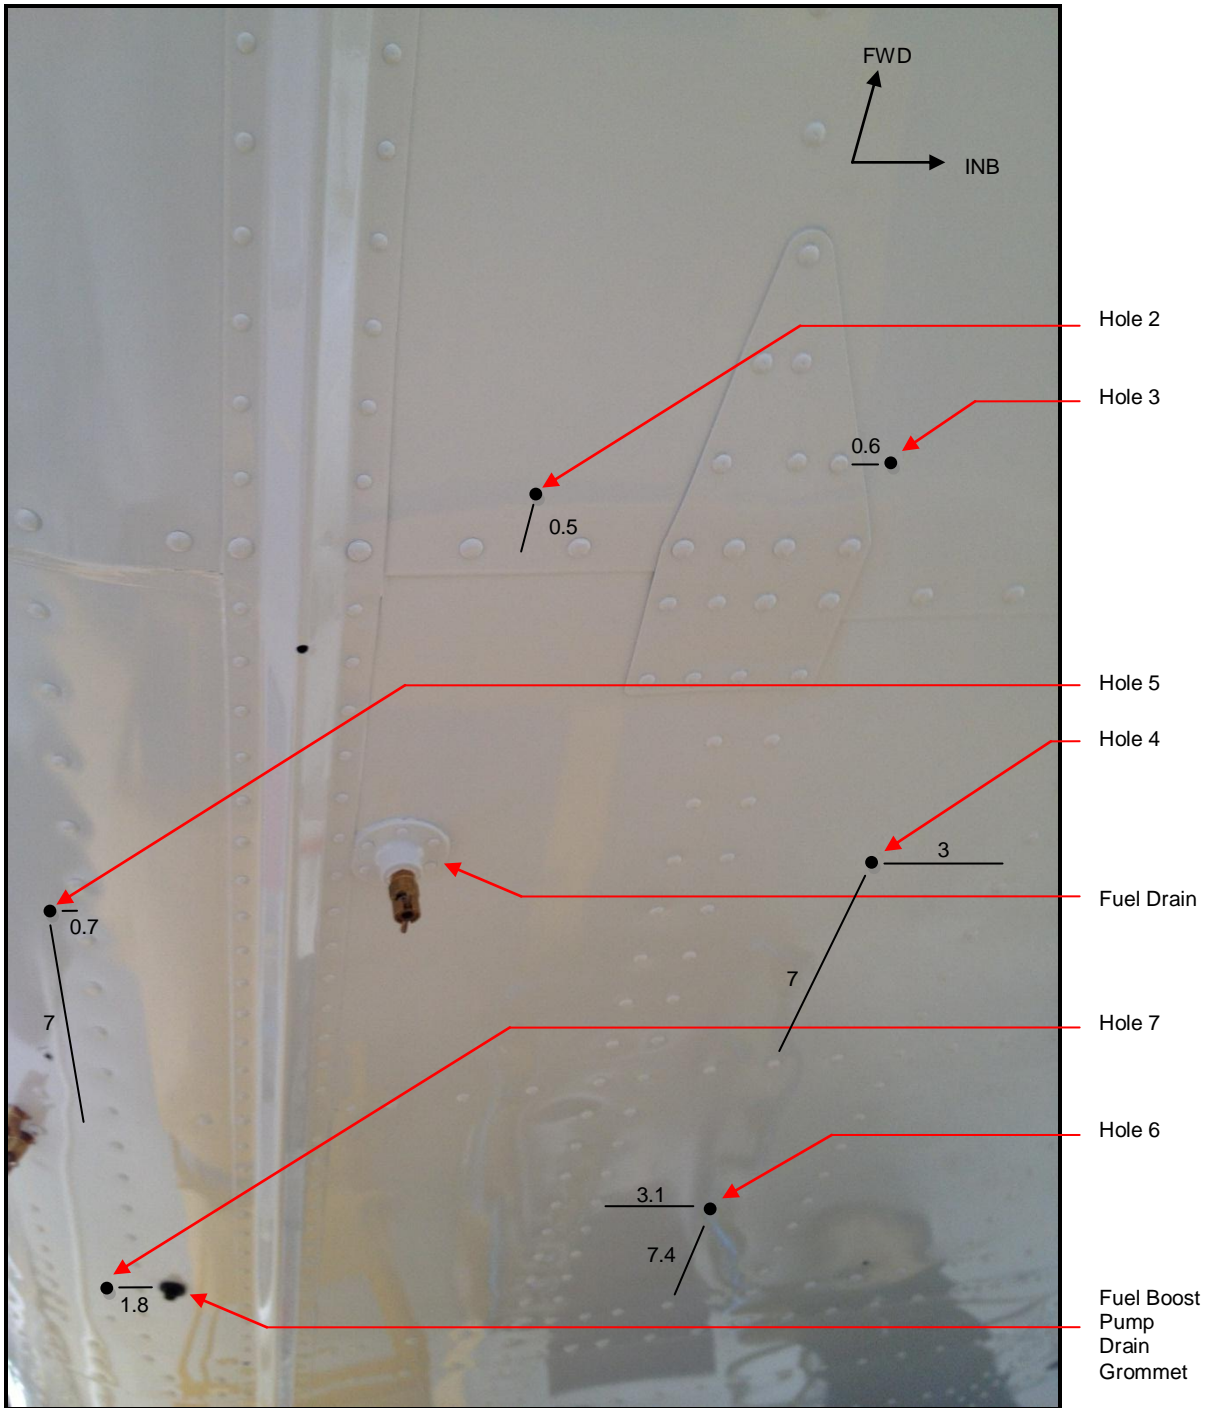 FWD
INB
Hole 2
Hole 3
0.6
0.5
Hole 5
Hole 4
3
Fuel Drain
0.7
7
7
Hole 7
Hole 6
3.1
7.4
1.8
Fuel Boost
Pump
Drain
Grommet